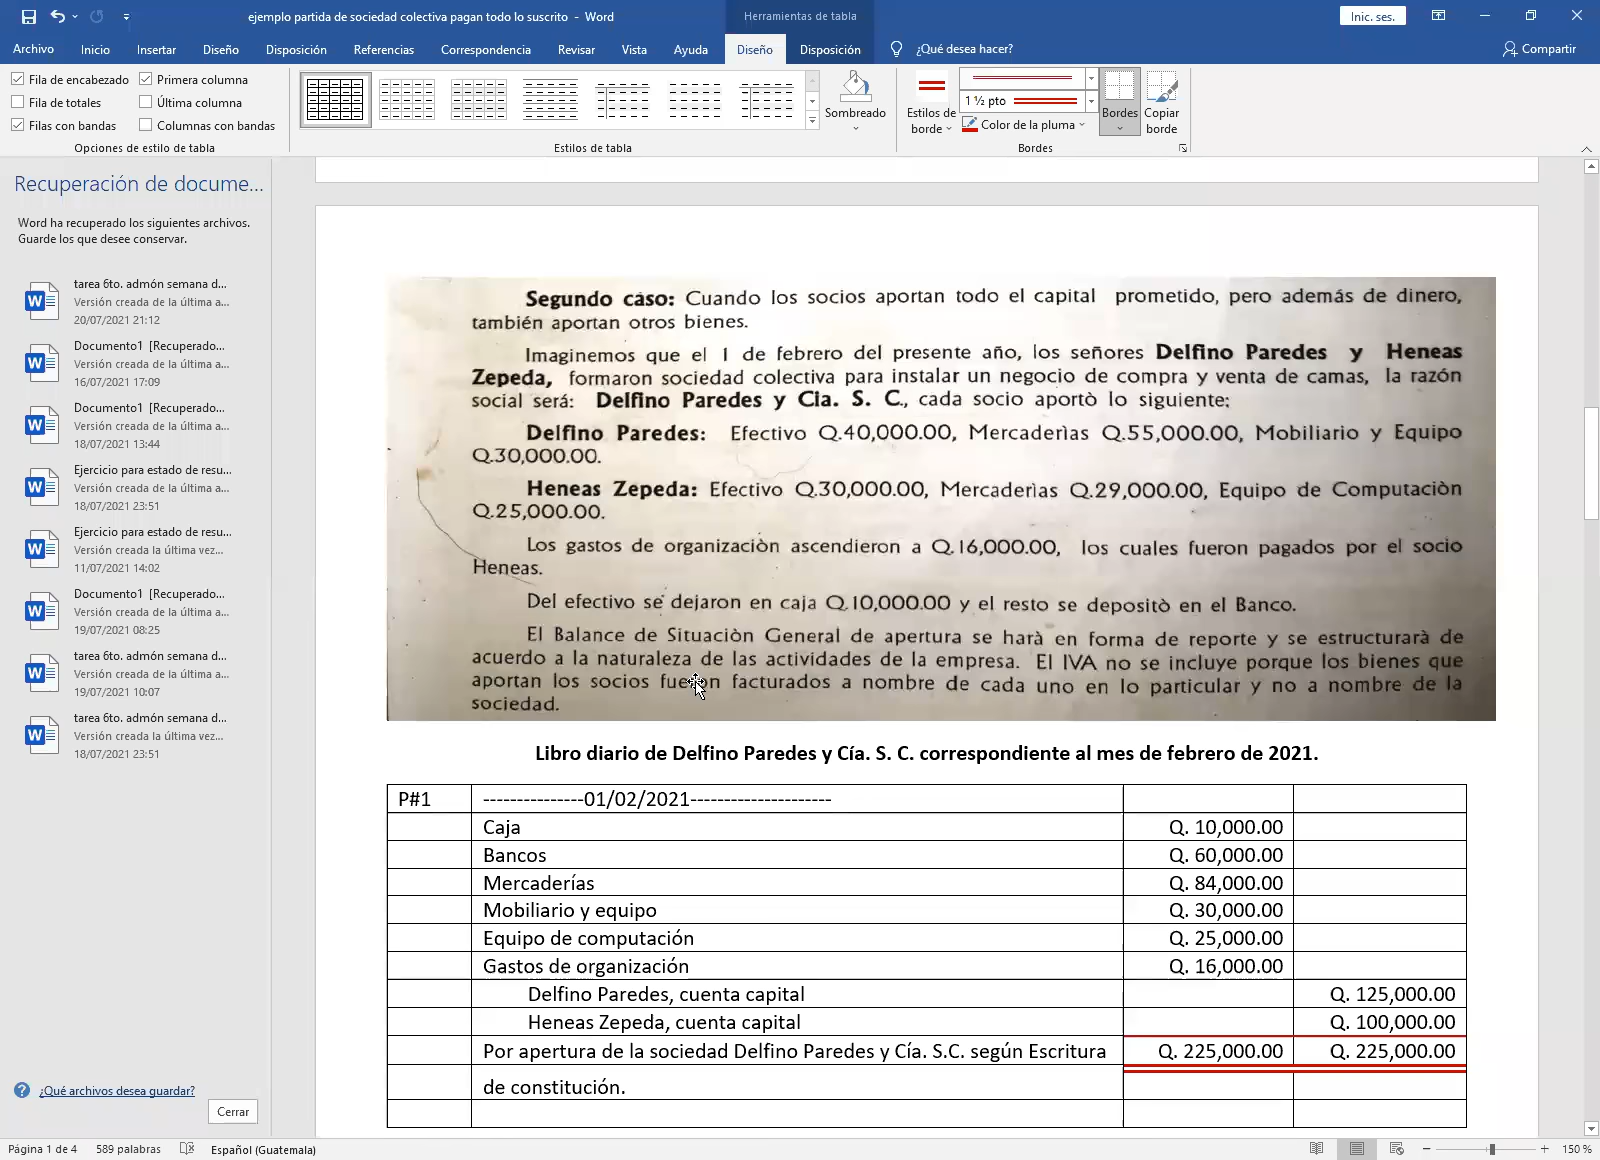 ejemplo partida de sociedad colectiva pagan todo lo suscrito - Word
Herramientas de tabla
Inic. ses.
Archivo Inicio Insertar Diseño Disposición Referencias Correspondencia Revisar Vista Ayuda Diseño Disposición ¿Qué desea hacer? Compartir
Fila de encabezado Primera columna
Fila de totales Última columna
Filas con bandas Columnas con bandas
Opciones de estilo de tabla
Estilos de tabla
Sombreado
Estilos de borde
1 ½ pto
Color de la pluma
Bordes
Copiar borde
Bordes
Recuperación de docume...
Word ha recuperado los siguientes archivos.
Guarde los que desee conservar.
tarea 6to. admón semana d...
Versión creada de la última a...
20/07/2021 21:12
Documento1 [Recuperado...
Versión creada de la última a...
16/07/2021 17:09
Documento1 [Recuperado...
Versión creada de la última a...
18/07/2021 13:44
Ejercicio para estado de resu...
Versión creada de la última a...
18/07/2021 23:51
Ejercicio para estado de resu...
Versión creada la última vez...
11/07/2021 14:02
Documento1 [Recuperado...
Versión creada de la última a...
19/07/2021 08:25
tarea 6to. admón semana d...
Versión creada de la última a...
19/07/2021 10:07
tarea 6to. admón semana d...
Versión creada la última vez...
18/07/2021 23:51
¿Qué archivos desea guardar?
Cerrar
Segundo caso: Cuando los socios aportan todo el capital prometido, pero además de dinero,
también aportan otros bienes.
Imaginemos que el 1 de febrero del presente año, los señores Delfino Paredes y Heneas
Zepeda, formaron sociedad colectiva para instalar un negocio de compra y venta de camas, la razón
social será: Delfino Paredes y Cia. S. C., cada socio aportò lo siguiente:
Delfino Paredes: Efectivo Q.40,000.00, Mercaderìas Q.55,000.00, Mobiliario y Equipo
Q.30,000.00.
Heneas Zepeda: Efectivo Q.30,000.00, Mercaderìas Q.29,000.00, Equipo de Computaciòn
Q.25,000.00.
Los gastos de organizaciòn ascendieron a Q.16,000.00, los cuales fueron pagados por el socio
Heneas.
Del efectivo se dejaron en caja Q.10,000.00 y el resto se depositò en el Banco.
El Balance de Situaciòn General de apertura se harà en forma de reporte y se estructurarà de
acuerdo a la naturaleza de las actividades de la empresa. El IVA no se incluye porque los bienes que
aportan los socios fueron facturados a nombre de cada uno en lo particular y no a nombre de la
sociedad.
Libro diario de Delfino Paredes y Cía. S. C. correspondiente al mes de febrero de 2021.
P#1 ---------------01/02/2021---------------------
Caja Q. 10,000.00
Bancos Q. 60,000.00
Mercaderías Q. 84,000.00
Mobiliario y equipo Q. 30,000.00
Equipo de computación Q. 25,000.00
Gastos de organización Q. 16,000.00
Delfino Paredes, cuenta capital Q. 125,000.00
Heneas Zepeda, cuenta capital Q. 100,000.00
Por apertura de la sociedad Delfino Paredes y Cía. S.C. según Escritura Q. 225,000.00 Q. 225,000.00
de constitución.
Página 1 de 4 589 palabras Español (Guatemala) 150 %